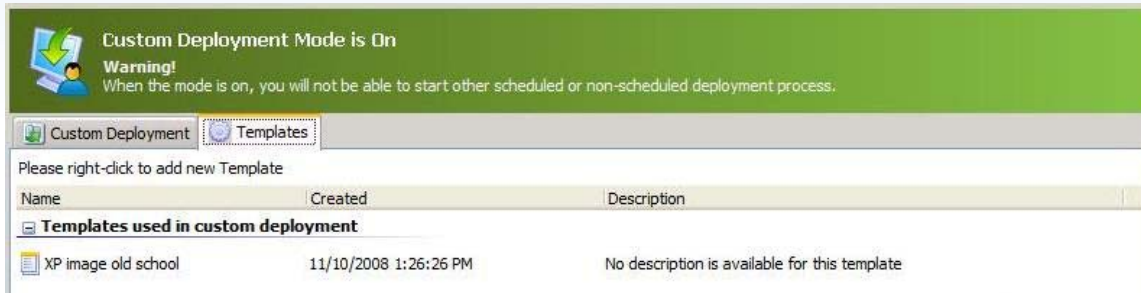 Custom Deployment Mode is On
Warning!
When the mode is on, you will not be able to start other scheduled or non-scheduled deployment process.
Custom Deployment Templates
Please right-click to add new Template
Name Created Description
Templates used in custom deployment
XP image old school 11/10/2008 1:26:26 PM No description is available for this template